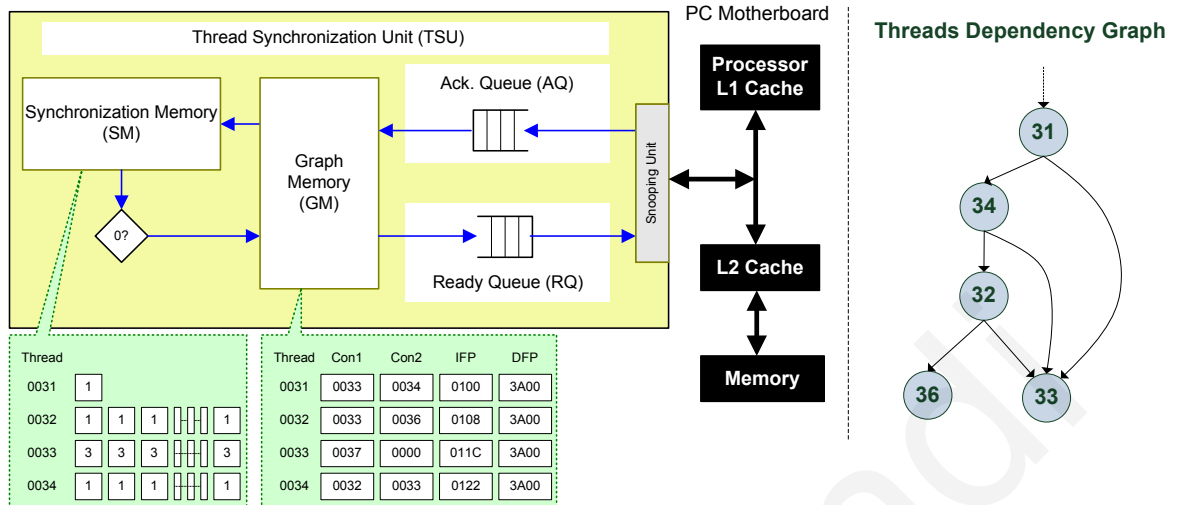 Thread Synchronization Unit (TSU)
Synchronization Memory
(SM)
0?
Graph
Memory
(GM)
Ack. Queue (AQ)
Ready Queue (RQ)
Snooping Unit
PC Motherboard
Processor
L1 Cache
L2 Cache
Memory
Threads Dependency Graph
31
34
32
36
33
Thread
0031 1
0032 1 1 1 1
0033 3 3 3 3
0034 1 1 1 1
Thread Con1 Con2 IFP DFP
0031 0033 0034 0100 3A00
0032 0033 0036 0108 3A00
0033 0037 0000 011C 3A00
0034 0032 0033 0122 3A00